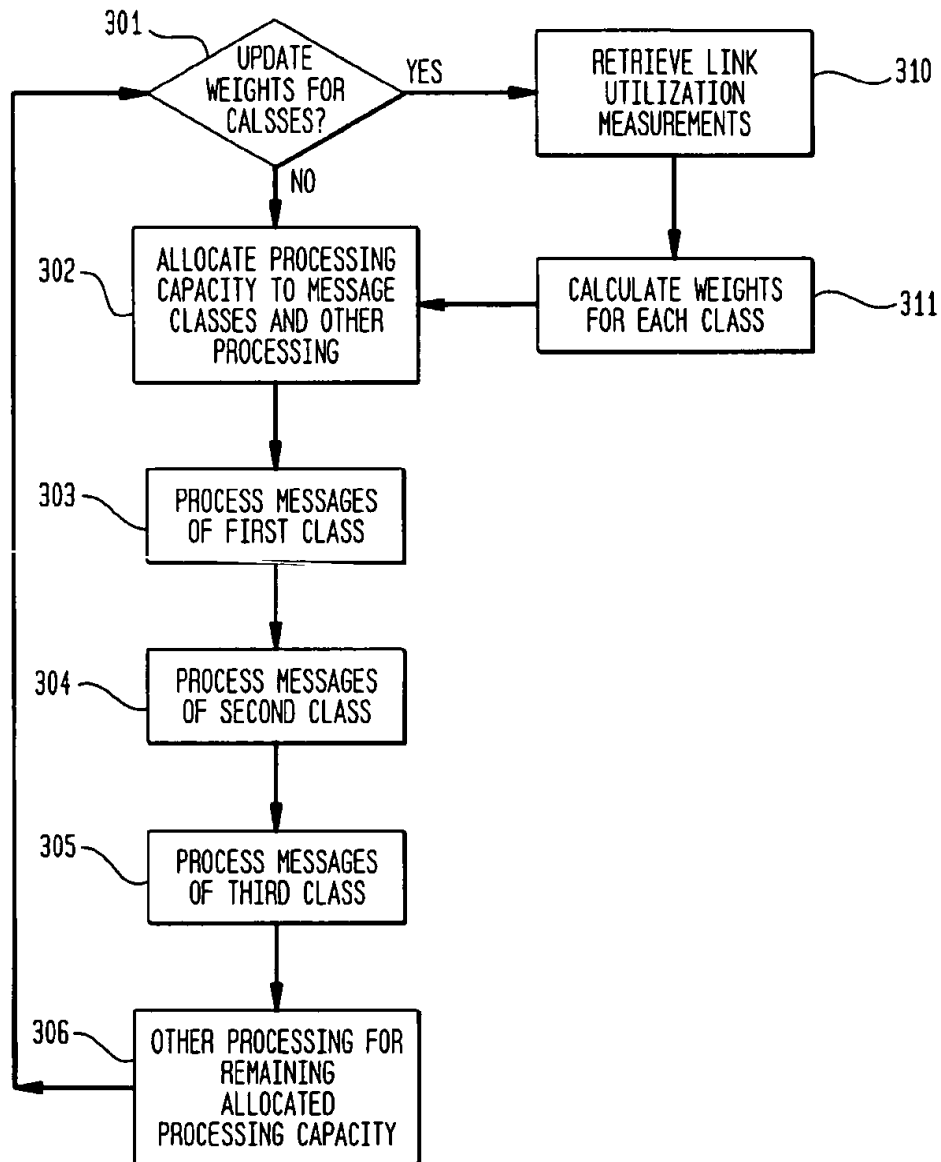 301
UPDATE
WEIGHTS FOR
CALSSES?
YES
NO
RETRIEVE LINK
UTILIZATION
MEASUREMENTS
310
302
ALLOCATE PROCESSING
CAPACITY TO MESSAGE
CLASSES AND OTHER
PROCESSING
CALCULATE WEIGHTS
FOR EACH CLASS
311
303
PROCESS MESSAGES
OF FIRST CLASS
304
PROCESS MESSAGES
OF SECOND CLASS
305
PROCESS MESSAGES
OF THIRD CLASS
306
OTHER PROCESSING FOR
REMAINING
ALLOCATED
PROCESSING CAPACITY